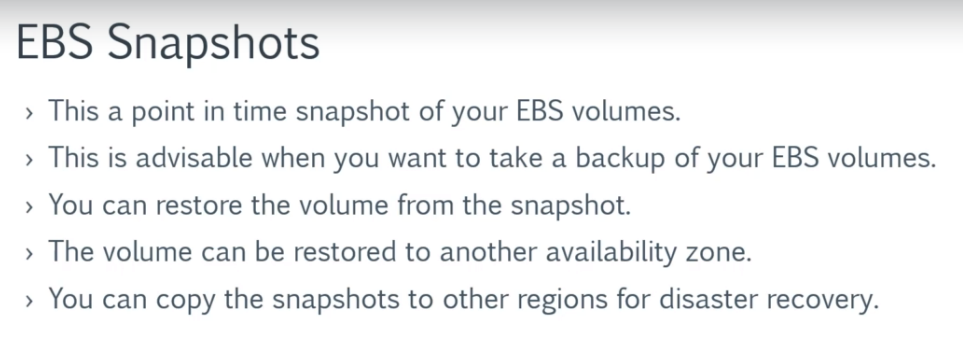 EBS Snapshots
› This a point in time snapshot of your EBS volumes.
› This is advisable when you want to take a backup of your EBS volumes.
› You can restore the volume from the snapshot.
› The volume can be restored to another availability zone.
› You can copy the snapshots to other regions for disaster recovery.